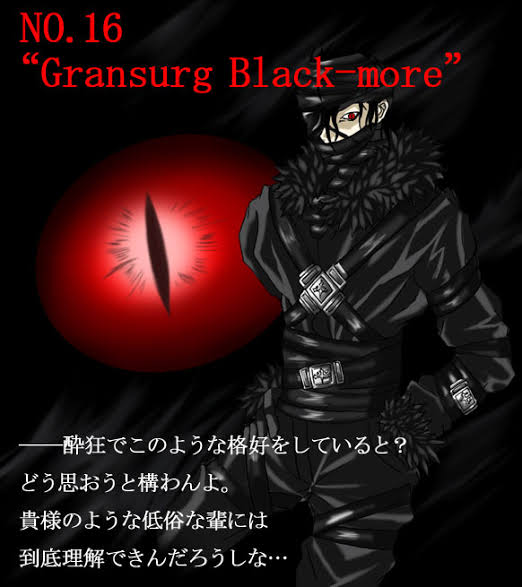 NO.16
“Gransurg Black-more”
――酔狂でこのような格好をしていると?
どう思おうと構わんよ。
貴様のような低俗な輩には
到底理解できんだろうしな…